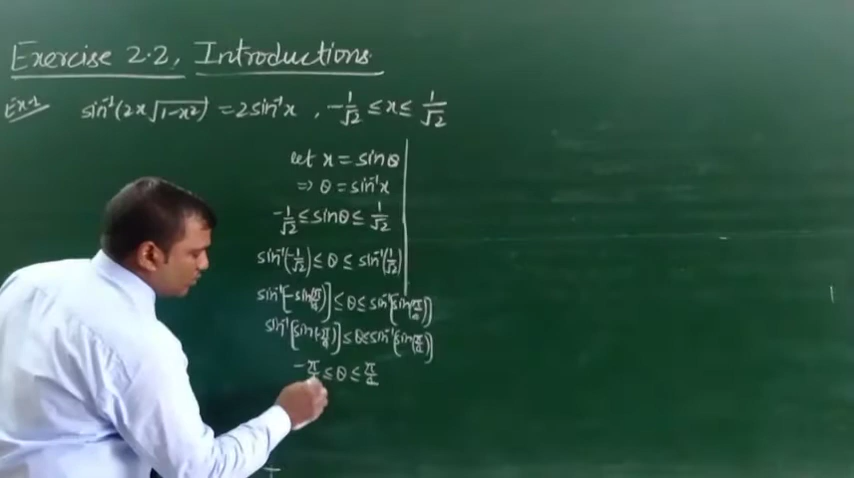 Exercise 2.2, Introductions.
Ex-1 sin⁻¹(2x√(1-x²)) = 2sin⁻¹x , -1/√2 ≤ x ≤ 1/√2
let x = sinθ
⇒ θ = sin⁻¹x
-1/√2 ≤ sinθ ≤ 1/√2
sin⁻¹(-1/√2) ≤ θ ≤ sin⁻¹(1/√2)
sin⁻¹[-sin(π/4)] ≤ θ ≤ sin⁻¹[sin(π/4)]
sin⁻¹[sin(-π/4)] ≤ θ ≤ sin⁻¹[sin(π/4)]
-π/4 ≤ θ ≤ π/4